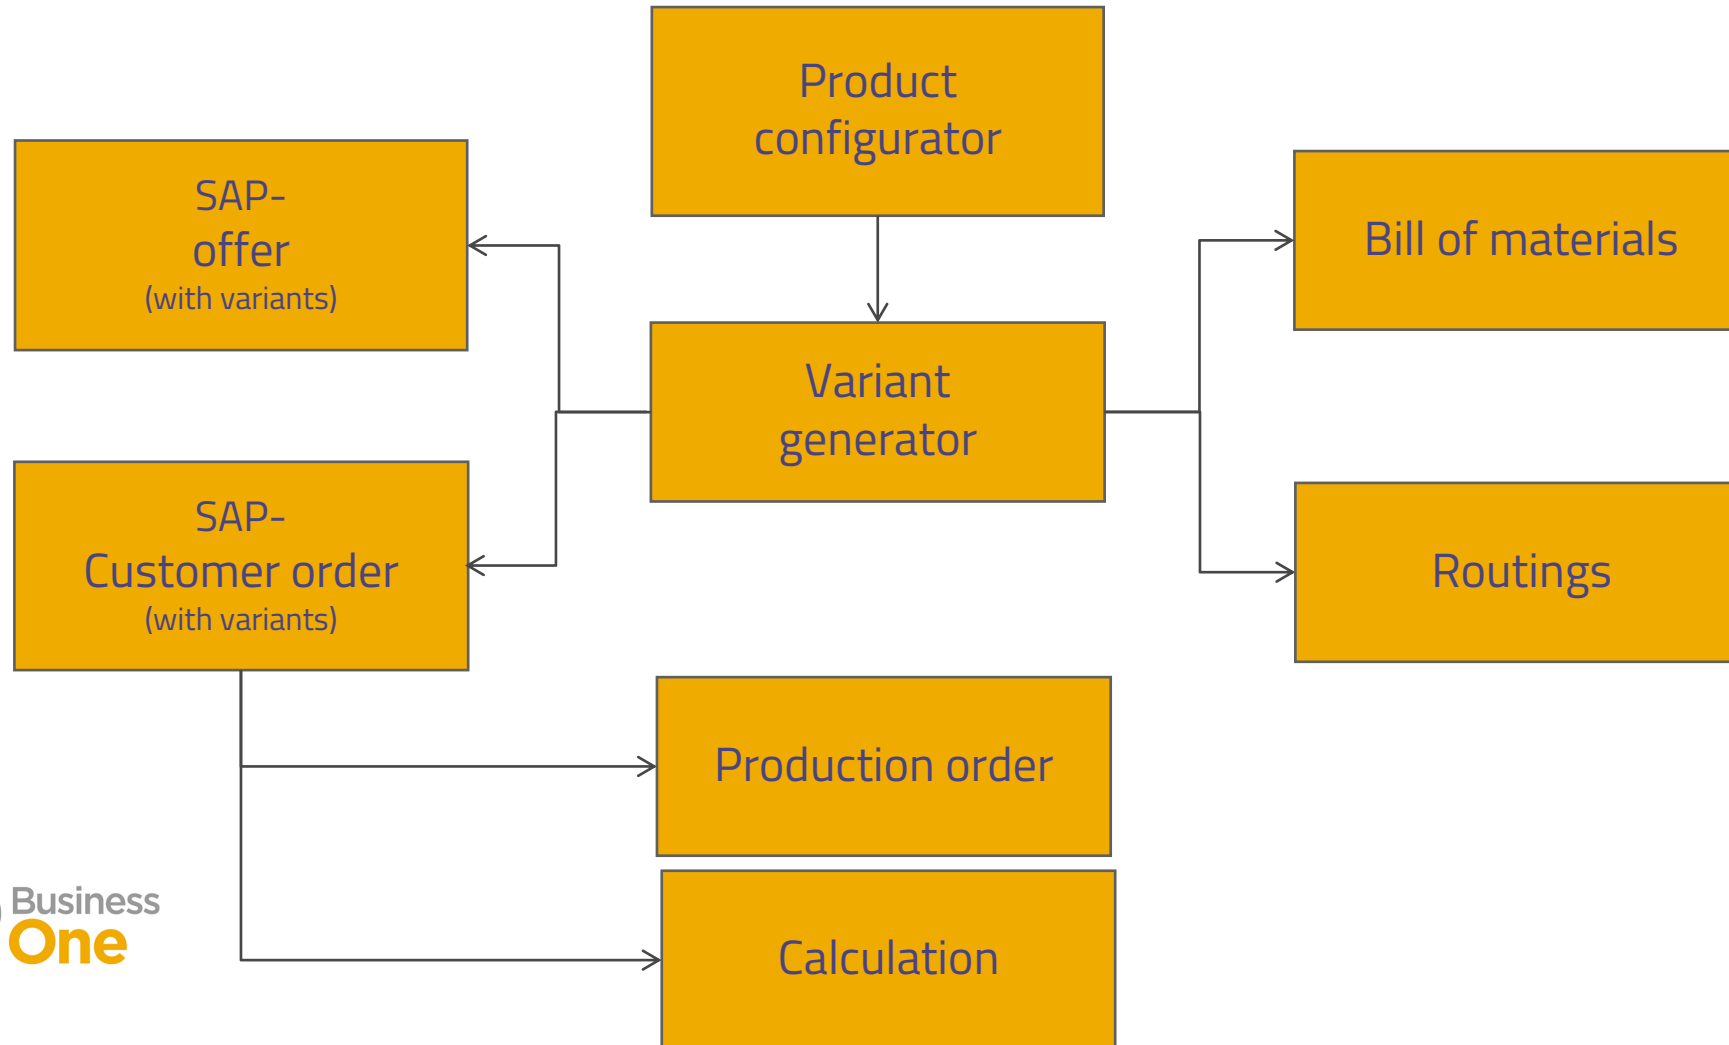 Product
configurator
SAP-
offer
(with variants)
Bill of materials
Variant
generator
SAP-
Customer order
(with variants)
Routings
Production order
Calculation
Business
One